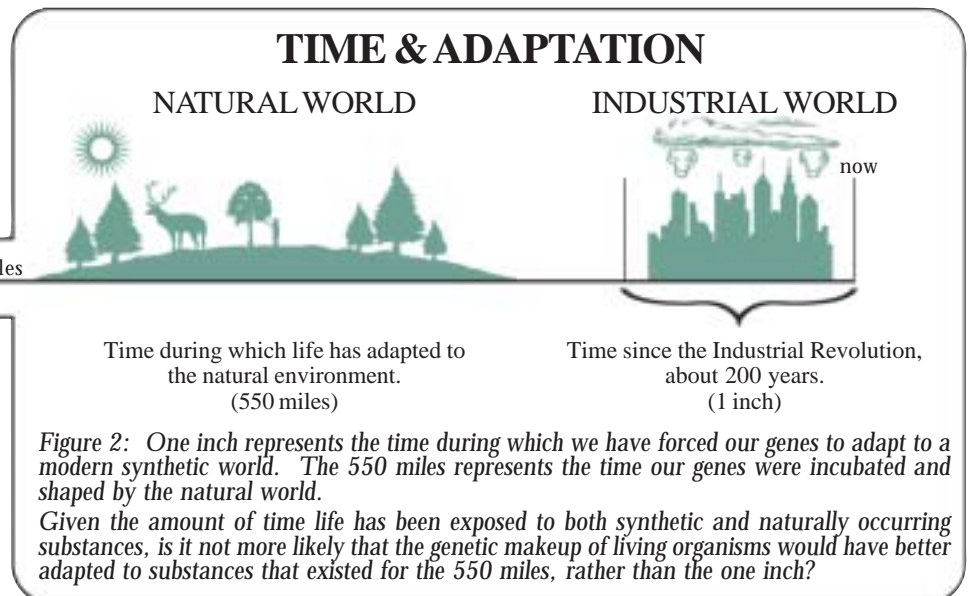 TIME & ADAPTATION
NATURAL WORLD
INDUSTRIAL WORLD
now
les
Time during which life has adapted to
the natural environment.
(550 miles)
Time since the Industrial Revolution,
about 200 years.
(1 inch)
Figure 2: One inch represents the time during which we have forced our genes to adapt to a
modern synthetic world. The 550 miles represents the time our genes were incubated and
shaped by the natural world.
Given the amount of time life has been exposed to both synthetic and naturally occurring
substances, is it not more likely that the genetic makeup of living organisms would have better
adapted to substances that existed for the 550 miles, rather than the one inch?